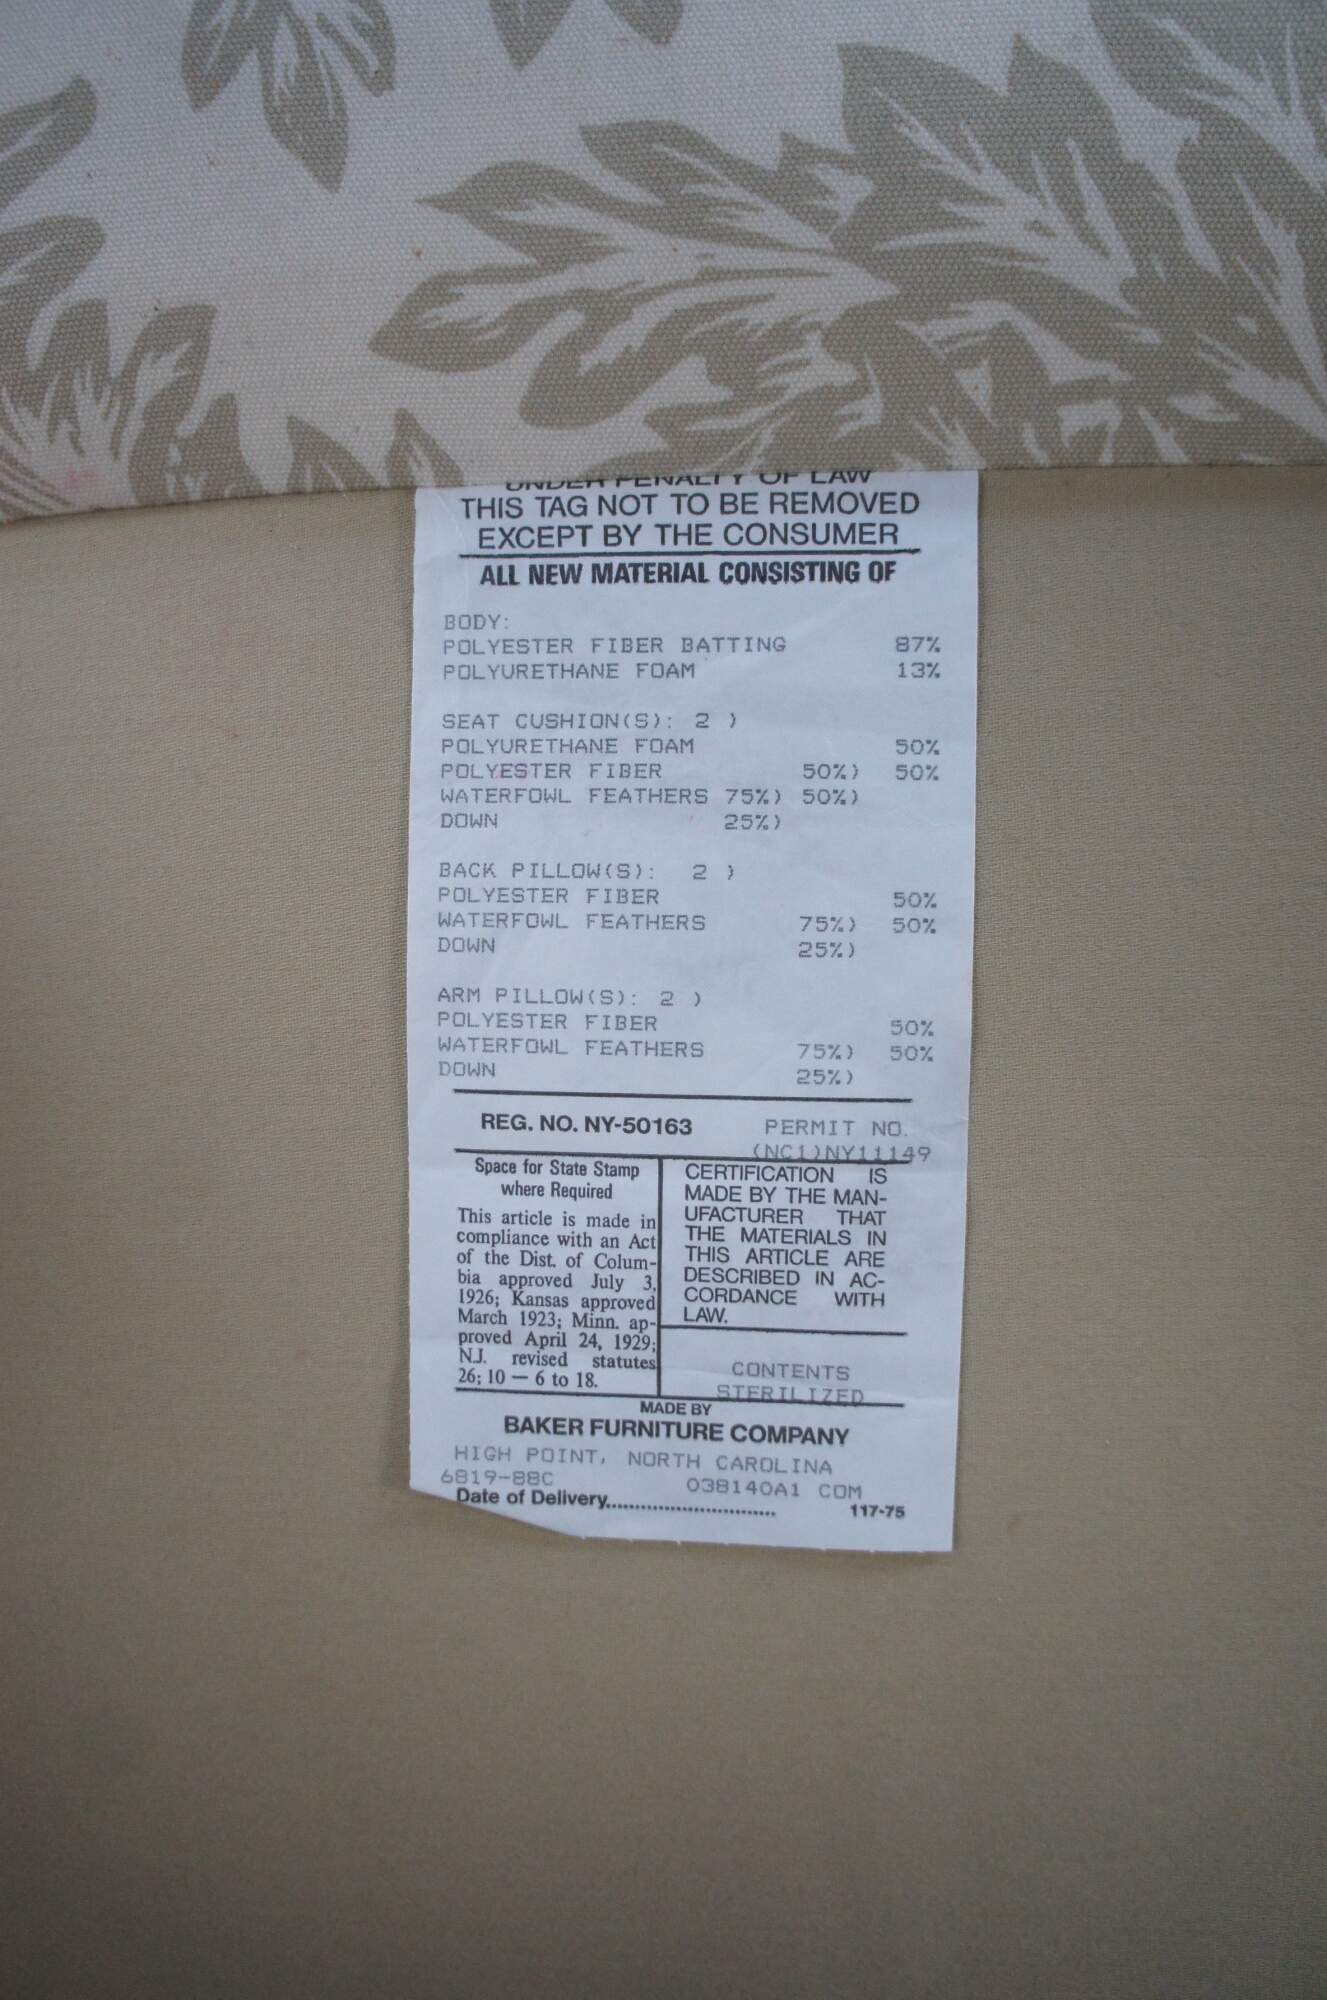 UNDER PENALTY OF LAW
THIS TAG NOT TO BE REMOVED
EXCEPT BY THE CONSUMER
ALL NEW MATERIAL CONSISTING OF
BODY:
POLYESTER FIBER BATTING 87%
POLYURETHANE FOAM 13%
SEAT CUSHION(S): 2 )
POLYURETHANE FOAM 50%
POLYESTER FIBER 50%) 50%
WATERFOWL FEATHERS 75%) 50%)
DOWN 25%)
BACK PILLOW(S): 2 )
POLYESTER FIBER 50%
WATERFOWL FEATHERS 75%) 50%
DOWN 25%)
ARM PILLOW(S): 2 )
POLYESTER FIBER 50%
WATERFOWL FEATHERS 75%) 50%
DOWN 25%)
REG. NO. NY-50163 PERMIT NO.
(NC1)NY11149
Space for State Stamp
where Required
This article is made in
compliance with an Act
of the Dist. of Colum-
bia approved July 3,
1926; Kansas approved
March 1923; Minn. ap-
proved April 24, 1929;
N.J. revised statutes
26; 10 — 6 to 18.
CERTIFICATION IS
MADE BY THE MAN-
UFACTURER THAT
THE MATERIALS IN
THIS ARTICLE ARE
DESCRIBED IN AC-
CORDANCE WITH
LAW.
CONTENTS
STERILIZED
MADE BY
BAKER FURNITURE COMPANY
HIGH POINT, NORTH CAROLINA
6819-88C 038140A1 COM
Date of Delivery.............................. 117-75